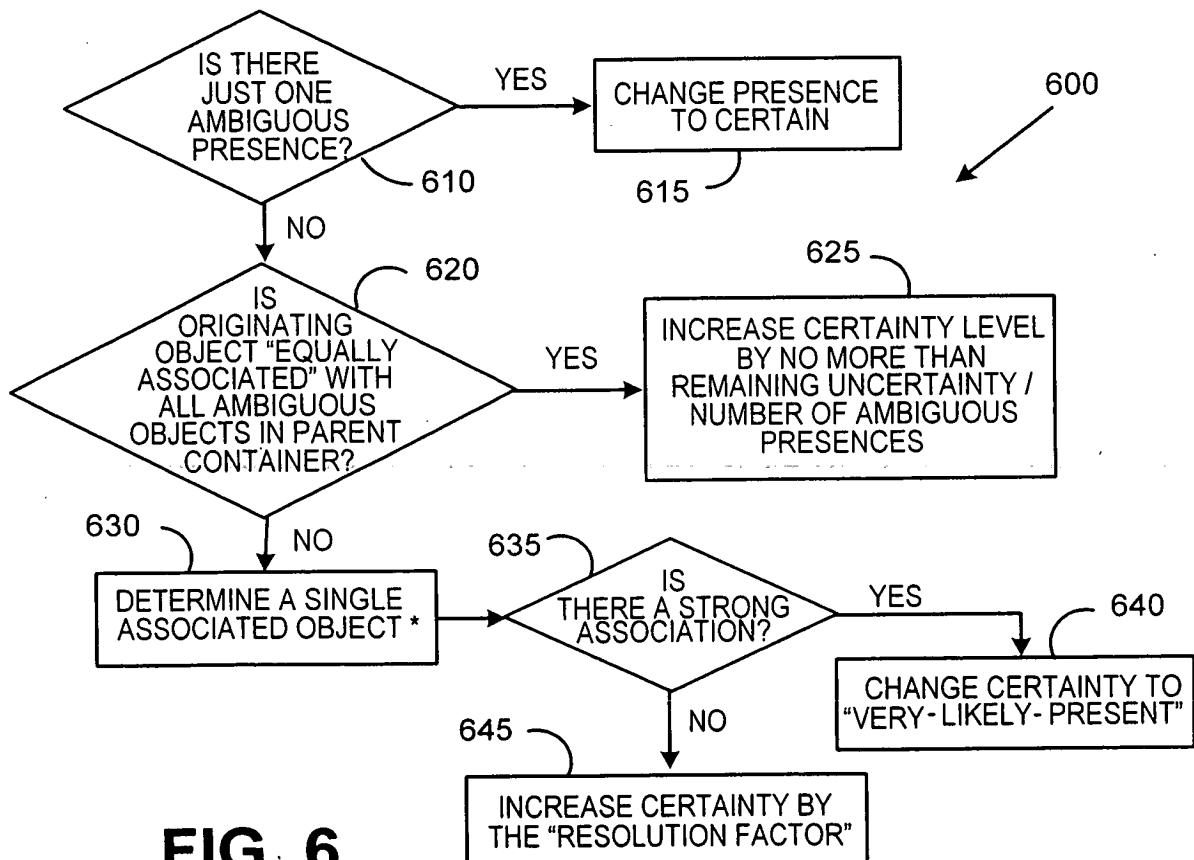 IS THERE
JUST ONE
AMBIGUOUS
PRESENCE?
610
YES
CHANGE PRESENCE
TO CERTAIN
615
600
NO
620
IS
ORIGINATING
OBJECT "EQUALLY
ASSOCIATED" WITH
ALL AMBIGUOUS
OBJECTS IN PARENT
CONTAINER?
YES
625
INCREASE CERTAINTY LEVEL
BY NO MORE THAN
REMAINING UNCERTAINTY /
NUMBER OF AMBIGUOUS
PRESENCES
NO
630
DETERMINE A SINGLE
ASSOCIATED OBJECT *
635
IS
THERE A STRONG
ASSOCIATION?
YES
640
CHANGE CERTAINTY TO
"VERY-LIKELY-PRESENT"
NO
645
INCREASE CERTAINTY BY
THE "RESOLUTION FACTOR"
FIG. 6